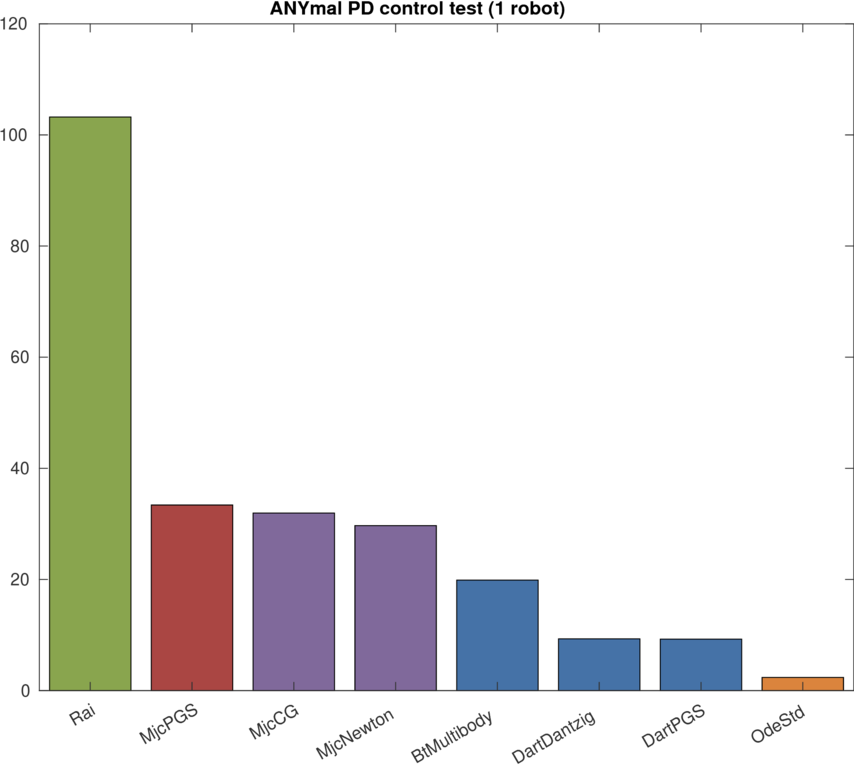 ANYmal PD control test (1 robot)
120
100
80
60
40
20
0
Rai
MjcPGS
MjcCG
MjcNewton
BtMultibody
DartDantzig
DartPGS
OdeStd